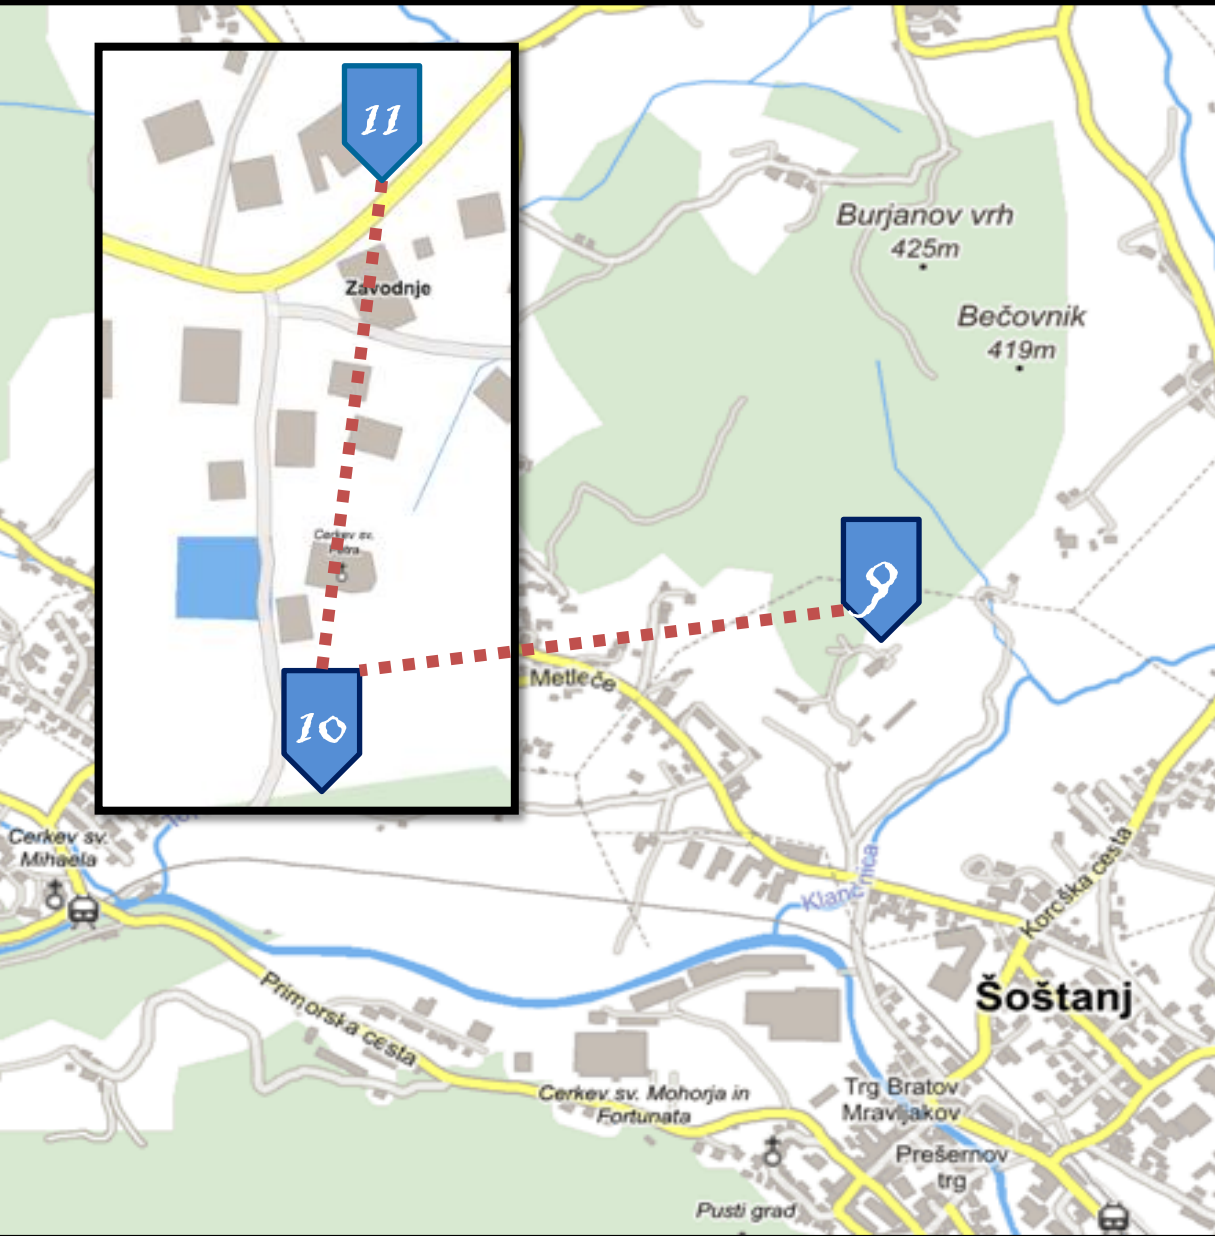 11
Zavodnje
Cerkev sv.
Petra
10
Burjanov vrh
425m
Bečovnik
419m
9
Metleče
Cerkev sv.
Mihaela
Klančnica
Koroška cesta
Šoštanj
Primorska cesta
Cerkev sv. Mohorja in
Fortunata
Trg Bratov
Mravljakov
Prešernov
trg
Pusti grad